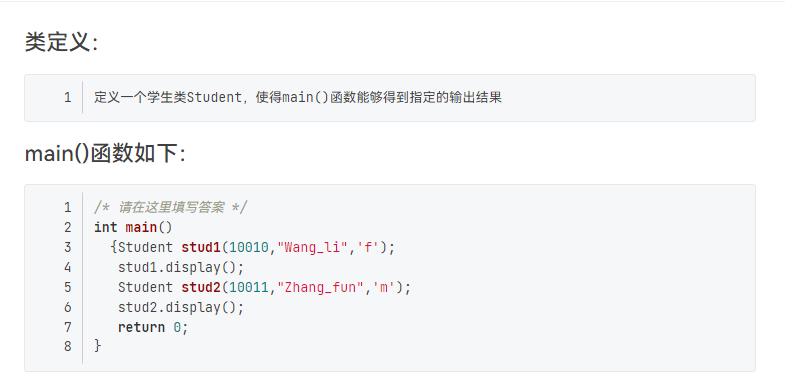 类定义：
1 定义一个学生类Student，使得main()函数能够得到指定的输出结果
main()函数如下：
1 /* 请在这里填写答案 */
2 int main()
3   {Student stud1(10010,"Wang_li",'f');
4    stud1.display();
5    Student stud2(10011,"Zhang_fun",'m');
6    stud2.display();
7    return 0;
8 }